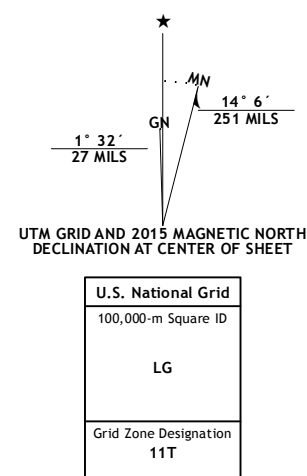 MN
GN
14° 6´
251 MILS
1° 32´
27 MILS
UTM GRID AND 2015 MAGNETIC NORTH
DECLINATION AT CENTER OF SHEET
U.S. National Grid
100,000-m Square ID
LG
Grid Zone Designation
11T